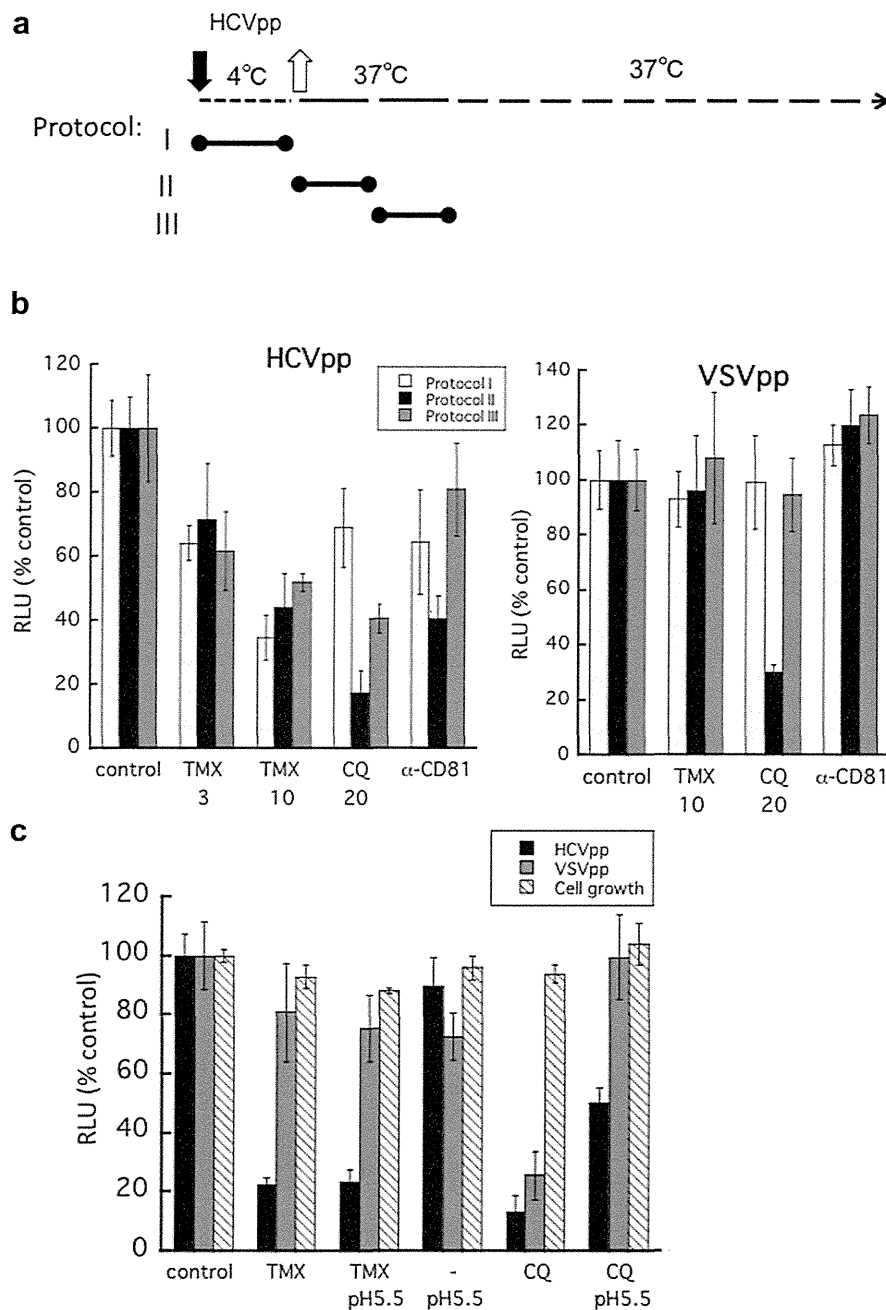 a
HCVpp
4°C
37°C
37°C
Protocol:
I
II
III
b
HCVpp
VSVpp
Protocol I
Protocol II
Protocol III
RLU (% control)
120
100
80
60
40
20
0
control
TMX 3
TMX 10
CQ 20
α-CD81
RLU (% control)
140
120
100
80
60
40
20
0
control
TMX 10
CQ 20
α-CD81
c
HCVpp
VSVpp
Cell growth
RLU (% control)
120
100
80
60
40
20
0
control
TMX
TMX pH5.5
- pH5.5
CQ
CQ pH5.5